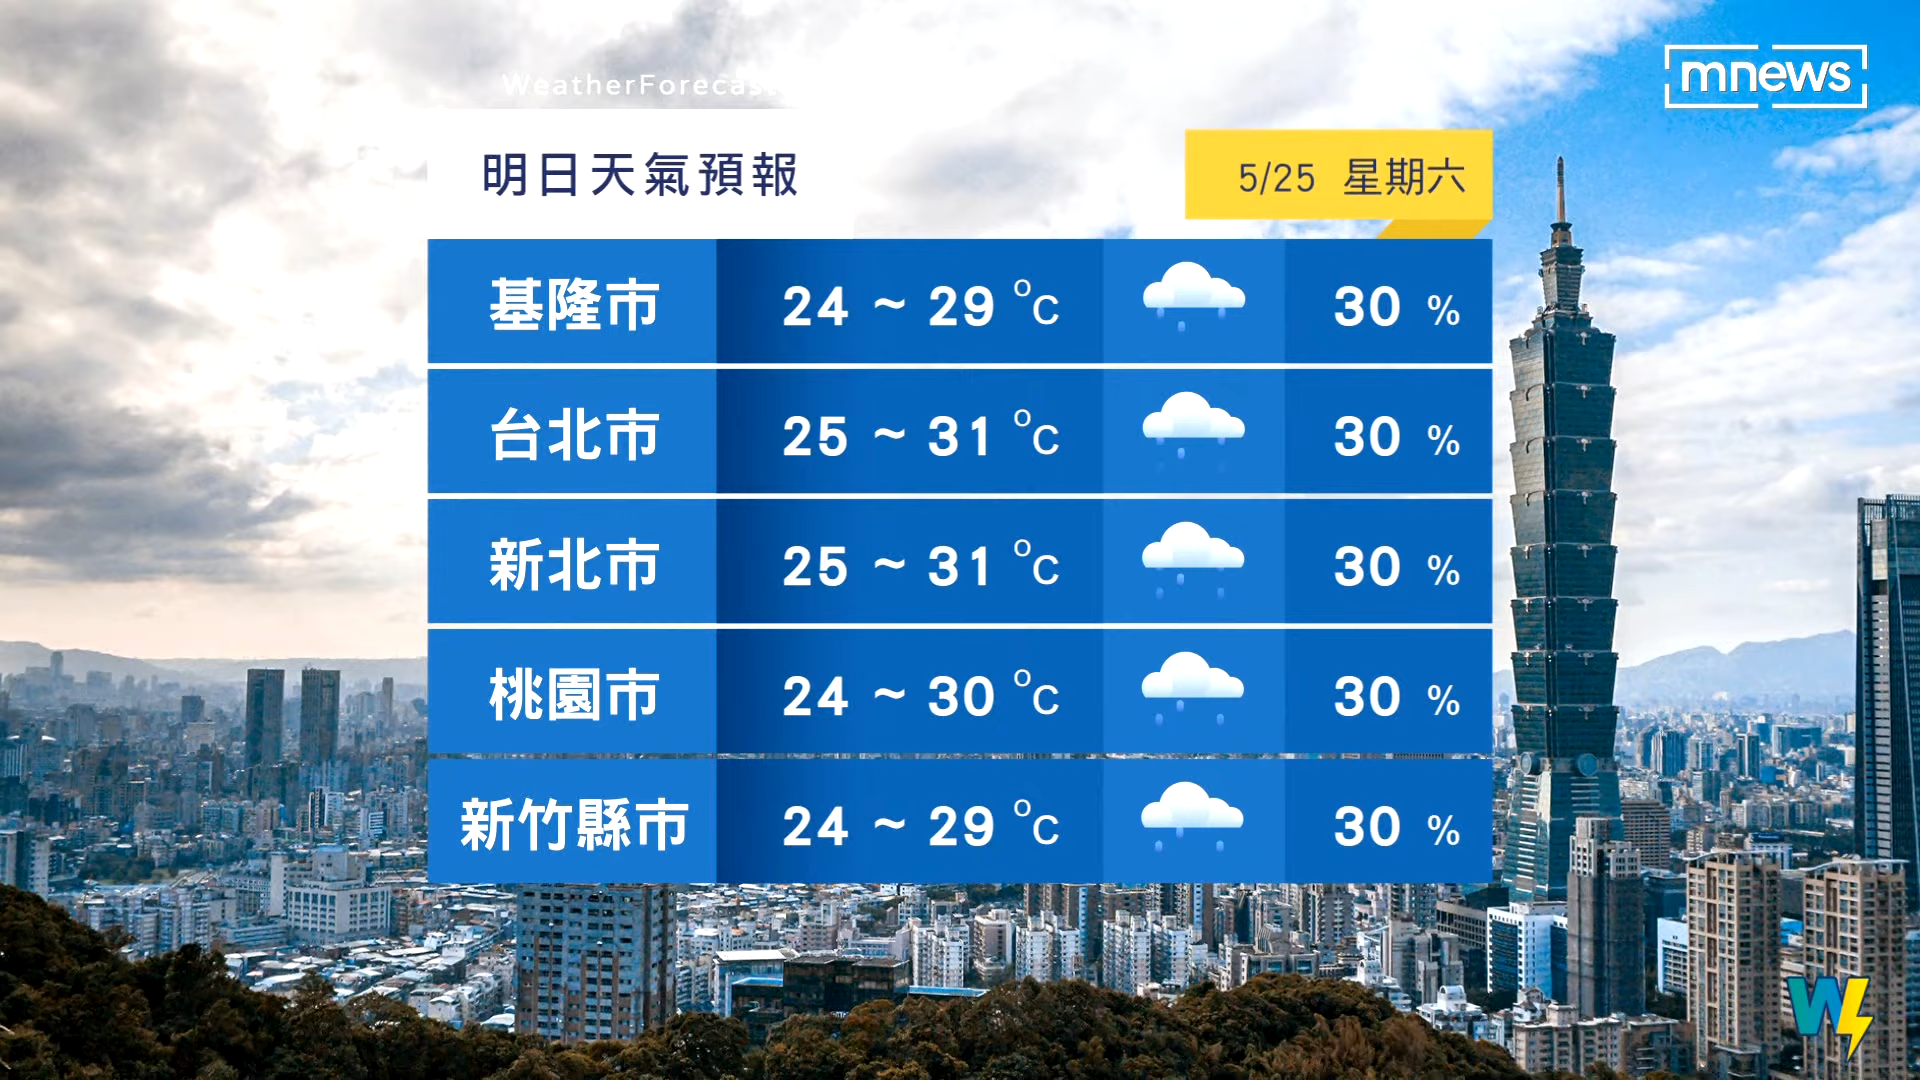 WeatherForecast
mnews
明日天氣預報
5/25 星期六
基隆市 24 ~ 29 °C 30 %
台北市 25 ~ 31 °C 30 %
新北市 25 ~ 31 °C 30 %
桃園市 24 ~ 30 °C 30 %
新竹縣市 24 ~ 29 °C 30 %
W